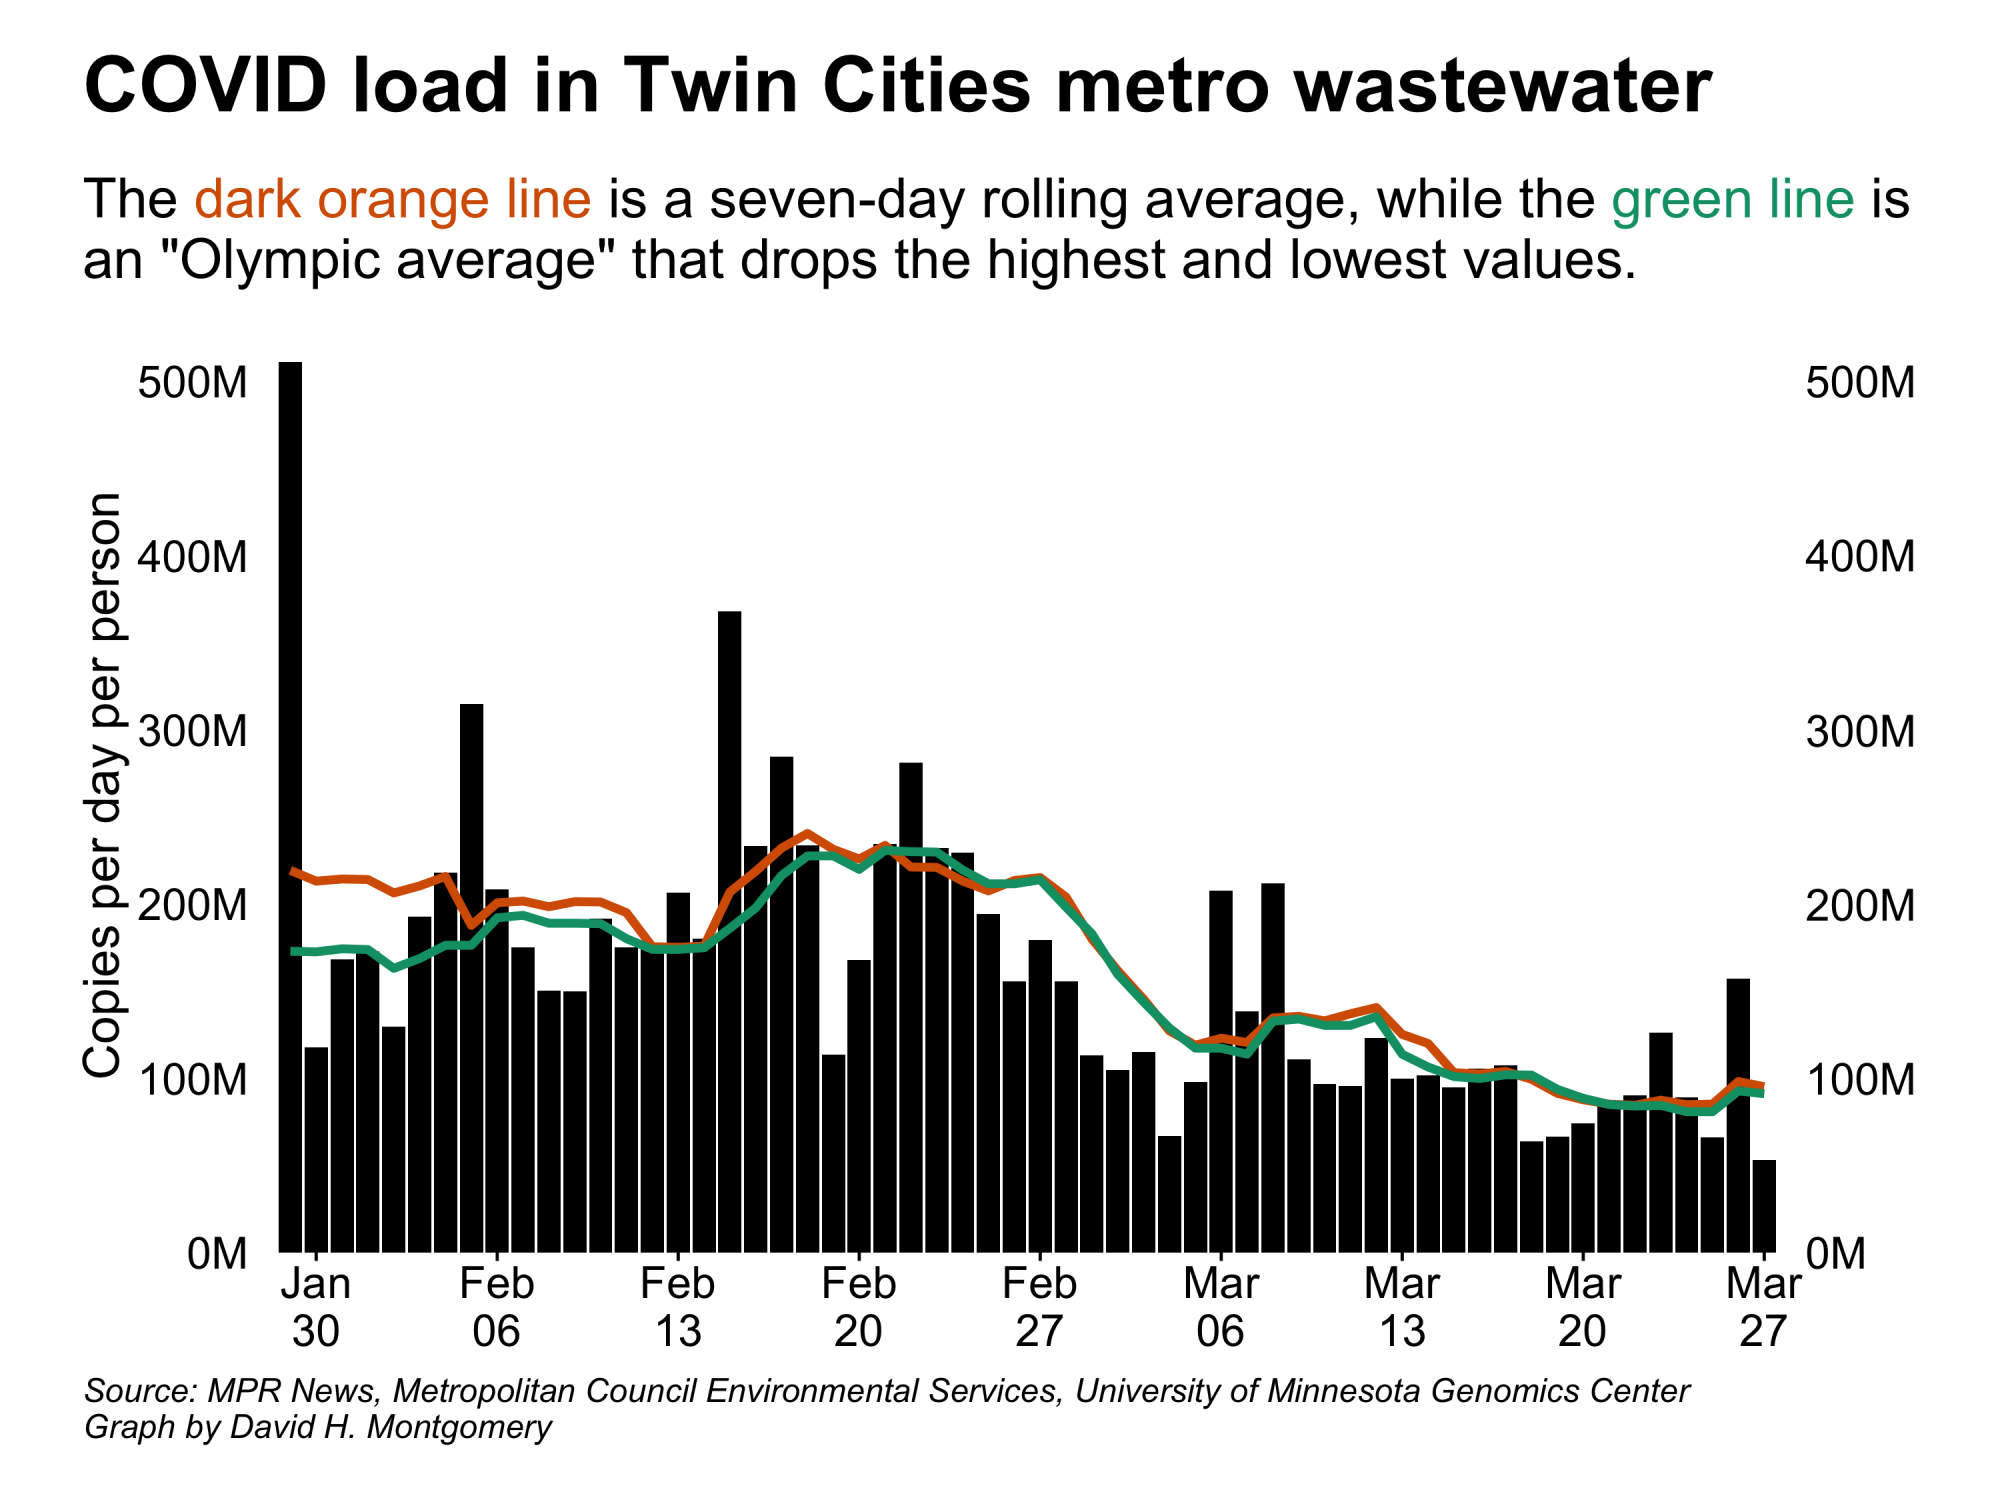 COVID load in Twin Cities metro wastewater
The dark orange line is a seven-day rolling average, while the green line is
an "Olympic average" that drops the highest and lowest values.
Copies per day per person
500M 500M
400M 400M
300M 300M
200M 200M
100M 100M
0M 0M
Jan Feb Feb Feb Feb Mar Mar Mar Mar
30 06 13 20 27 06 13 20 27
Source: MPR News, Metropolitan Council Environmental Services, University of Minnesota Genomics Center
Graph by David H. Montgomery